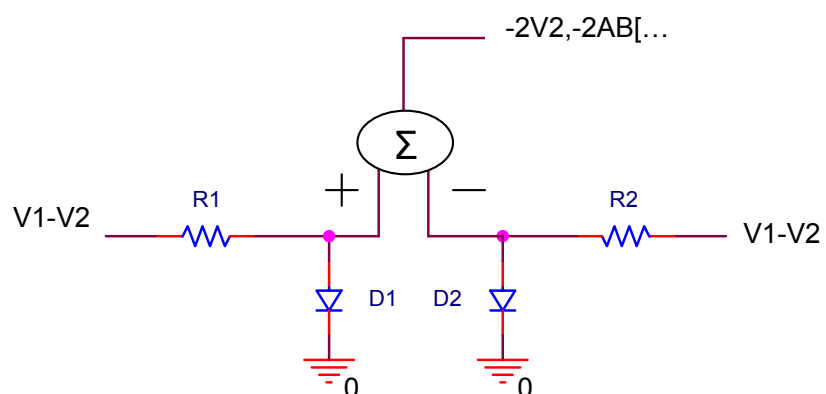 -2V2,-2AB[…
Σ
+
−
R1
R2
V1-V2
V1-V2
D1
D2
0
0